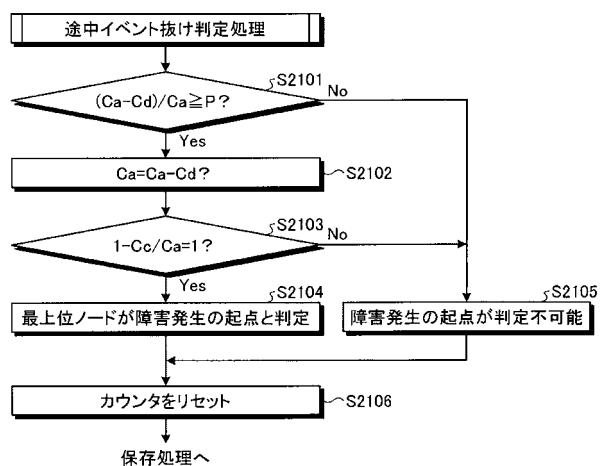 途中イベント抜け判定処理
S2101
(Ca-Cd)/Ca≧P?
No
Yes
Ca=Ca-Cd?
S2102
S2103
1-Cc/Ca=1?
No
Yes
S2104
最上位ノードが障害発生の起点と判定
S2105
障害発生の起点が判定不可能
カウンタをリセット
S2106
保存処理へ